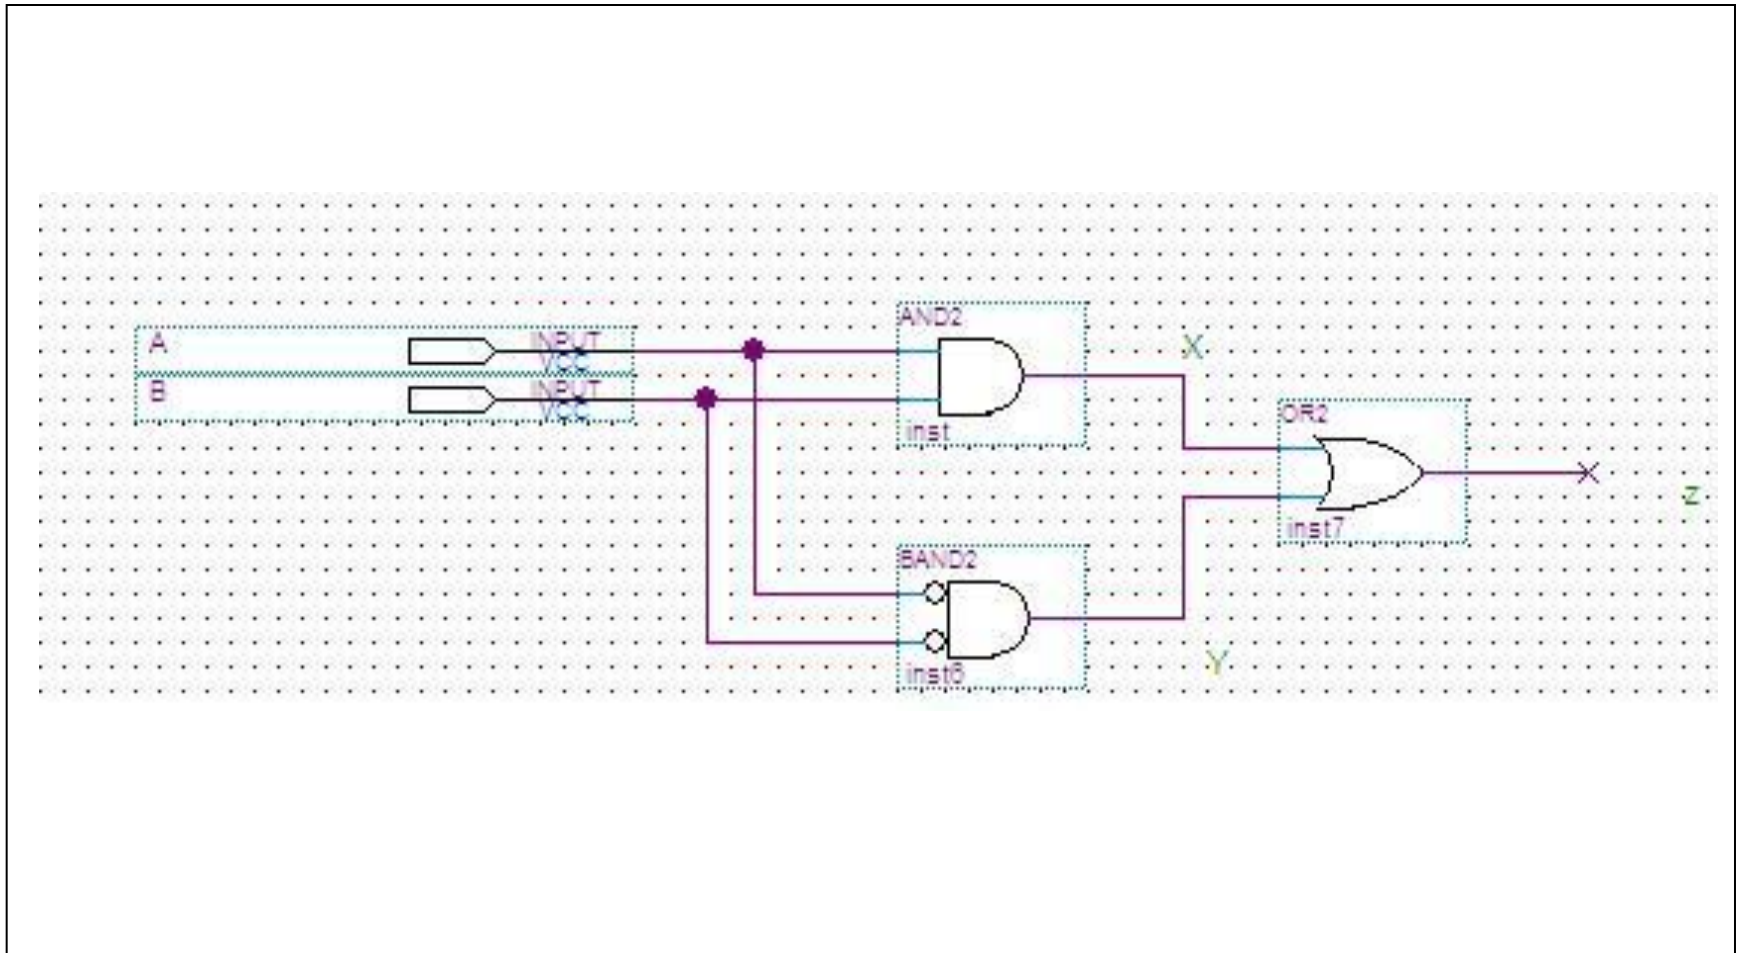 A
INPUT
VCC
B
INPUT
VCC
AND2
inst
X
OR2
inst7
Z
BAND2
inst6
Y